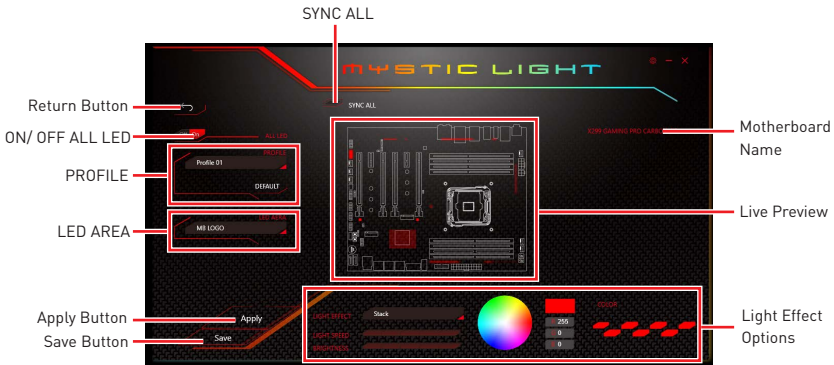 SYNC ALL
MYSTIC LIGHT
SYNC ALL
Return Button
ON/ OFF ALL LED
On
ALL LED
X299 GAMING PRO CARBON
Motherboard
Name
PROFILE
PROFILE
Profile 01
DEFAULT
LED AREA
LED AREA
MB LOGO
Live Preview
Apply Button
Apply
Save Button
Save
LIGHT EFFECT
Stack
LIGHT SPEED
BRIGHTNESS
255
0
0
COLOR
Light Effect
Options